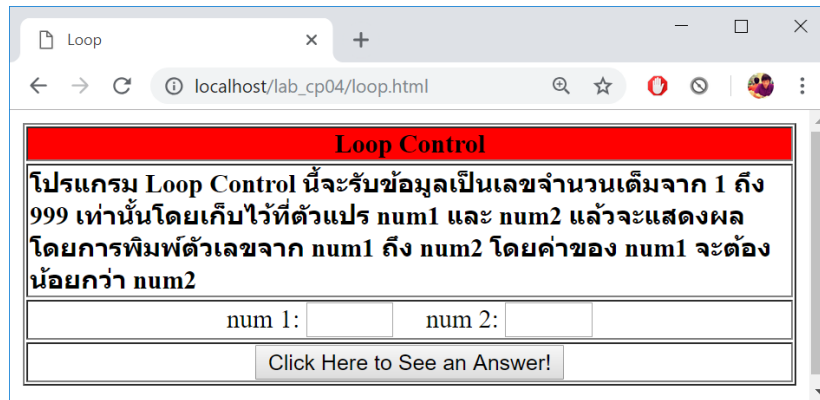 Loop
localhost/lab_cp04/loop.html
Loop Control
โปรแกรม Loop Control นี้จะรับข้อมูลเป็นเลขจำนวนเต็มจาก 1 ถึง
999 เท่านั้นโดยเก็บไว้ที่ตัวแปร num1 และ num2 แล้วจะแสดงผล
โดยการพิมพ์ตัวเลขจาก num1 ถึง num2 โดยค่าของ num1 จะต้อง
น้อยกว่า num2
num 1: num 2:
Click Here to See an Answer!